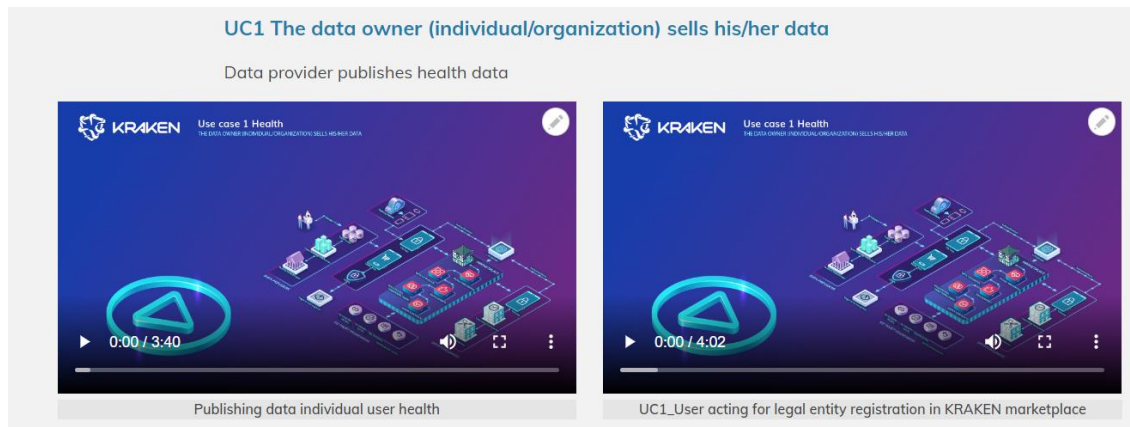 UC1 The data owner (individual/organization) sells his/her data
Data provider publishes health data
KRAKEN
Use case 1 Health
THE DATA OWNER (INDIVIDUAL/ORGANIZATION) SELLS HIS/HER DATA
0:00 / 3:40
Publishing data individual user health
KRAKEN
Use case 1 Health
THE DATA OWNER (INDIVIDUAL/ORGANIZATION) SELLS HIS/HER DATA
0:00 / 4:02
UC1_User acting for legal entity registration in KRAKEN marketplace